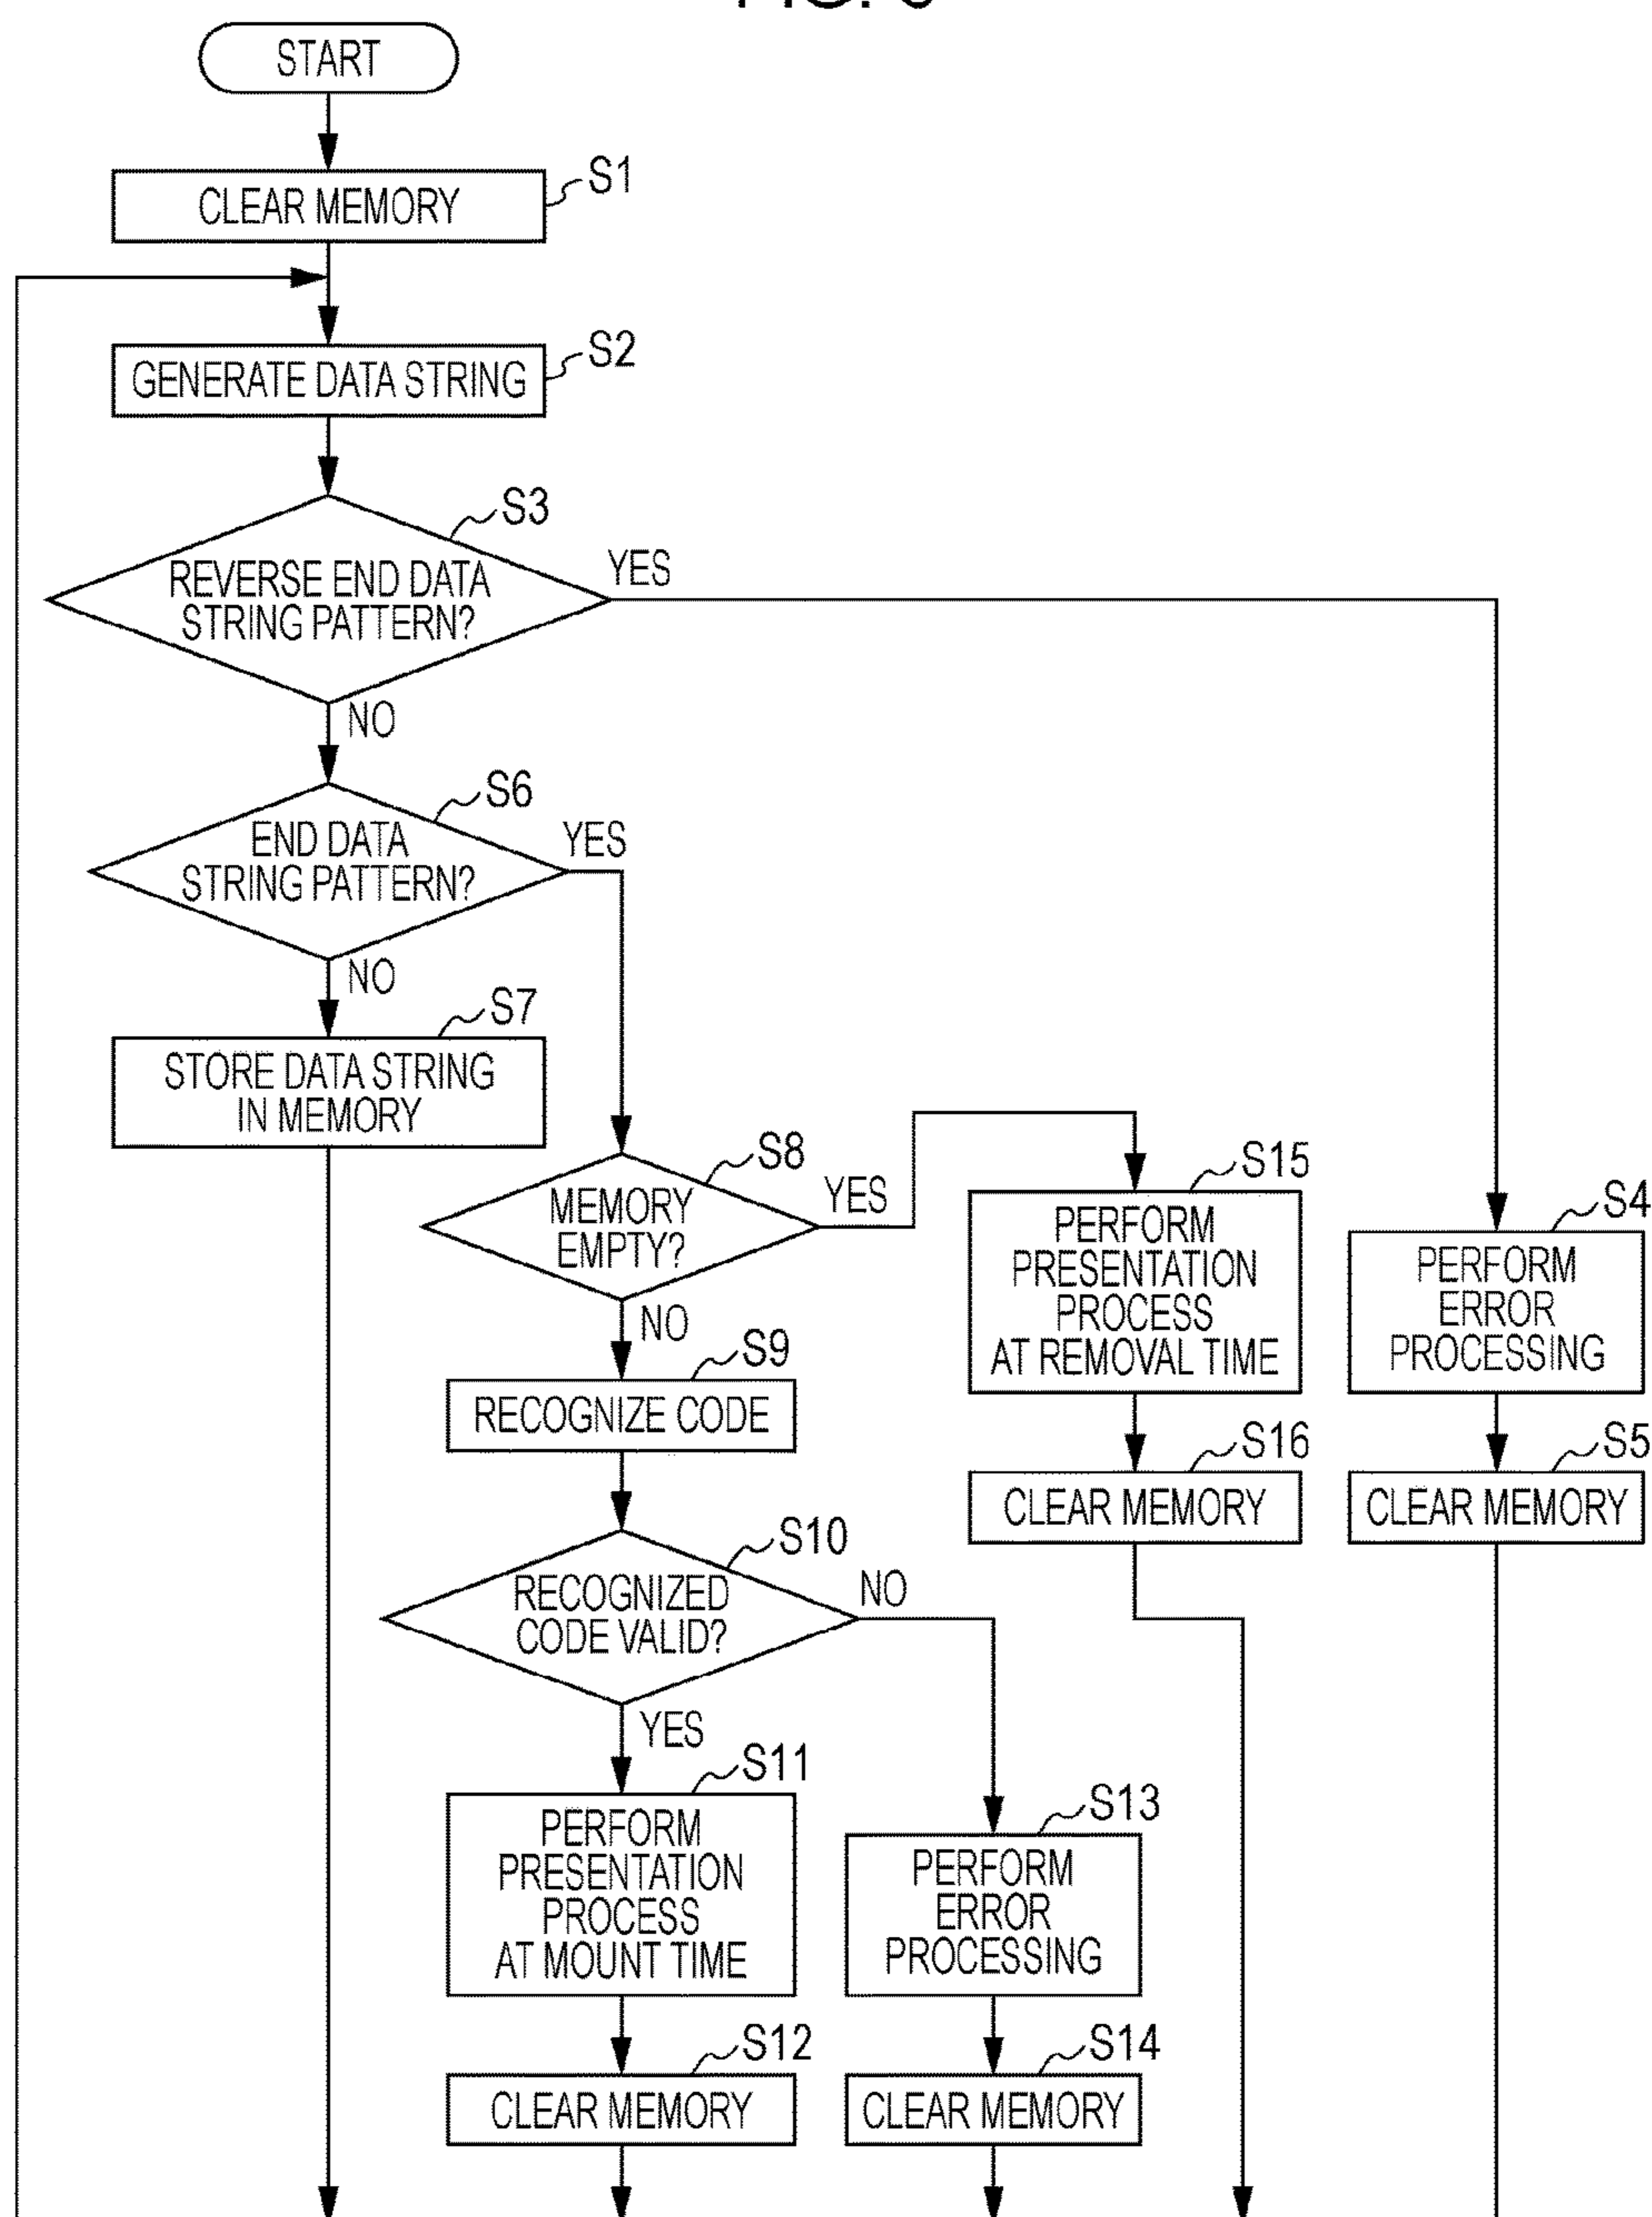 START
CLEAR MEMORY
S1
GENERATE DATA STRING
S2
S3
REVERSE END DATA
STRING PATTERN?
YES
NO
S6
END DATA
STRING PATTERN?
YES
NO
S7
STORE DATA STRING
IN MEMORY
S8
MEMORY
EMPTY?
YES
NO
S15
PERFORM
PRESENTATION
PROCESS
AT REMOVAL TIME
S4
PERFORM
ERROR
PROCESSING
S9
RECOGNIZE CODE
S16
CLEAR MEMORY
S5
CLEAR MEMORY
S10
RECOGNIZED
CODE VALID?
NO
YES
S11
PERFORM
PRESENTATION
PROCESS
AT MOUNT TIME
S13
PERFORM
ERROR
PROCESSING
S12
CLEAR MEMORY
S14
CLEAR MEMORY